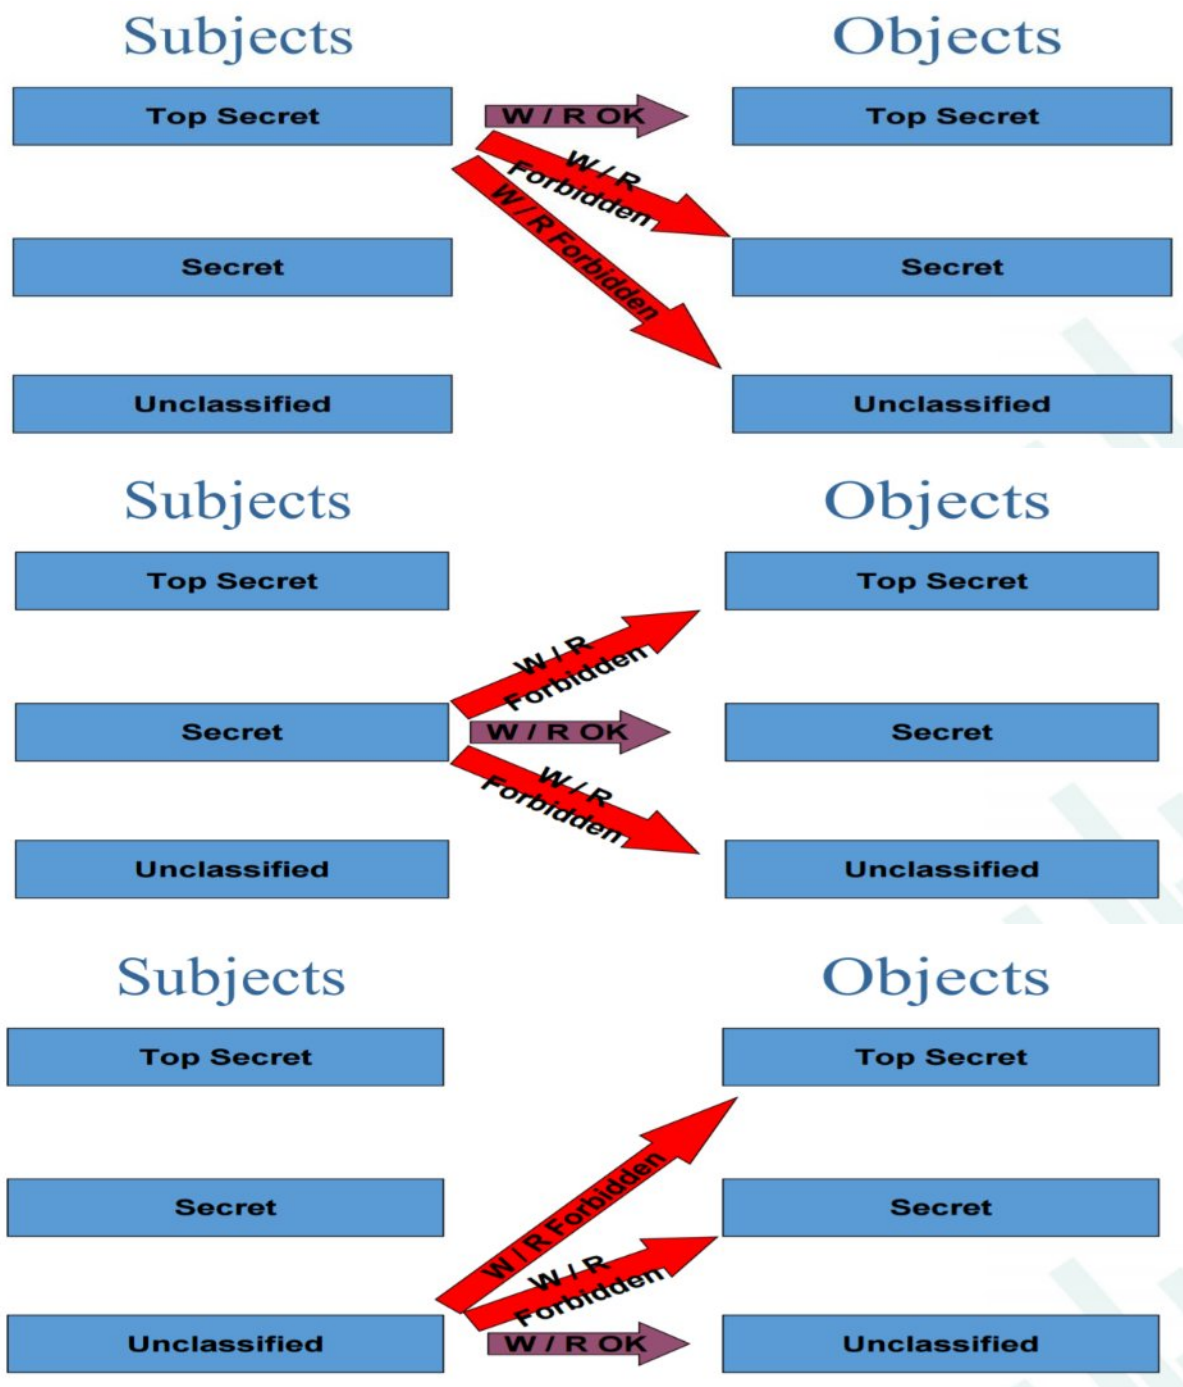 Subjects Objects
Top Secret W / R OK Top Secret
W / R
Forbidden
W / R Forbidden
Secret Secret
Unclassified Unclassified
Subjects Objects
Top Secret Top Secret
W / R
Forbidden
Secret W / R OK Secret
W / R
Forbidden
Unclassified Unclassified
Subjects Objects
Top Secret Top Secret
W / R Forbidden
Secret Secret
W / R
Forbidden
Unclassified W / R OK Unclassified